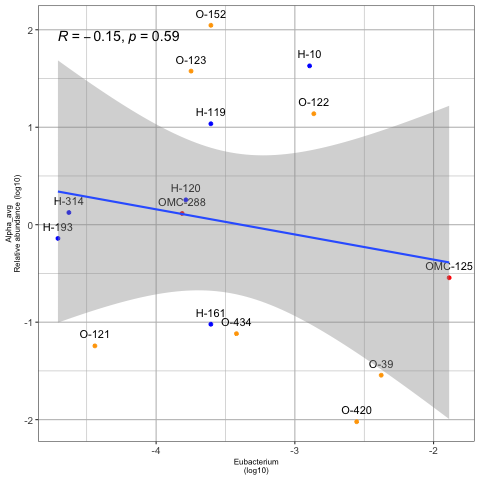 O-152
R = −0.15, p = 0.59
H-10
O-123
O-122
H-119
H-120
OMC-288
H-314
H-193
OMC-125
H-161
O-434
O-121
O-39
O-420
2
1
0
-1
-2
-4
-3
-2
Alpha_avg
Relative abundance (log10)
Eubacterium
(log10)